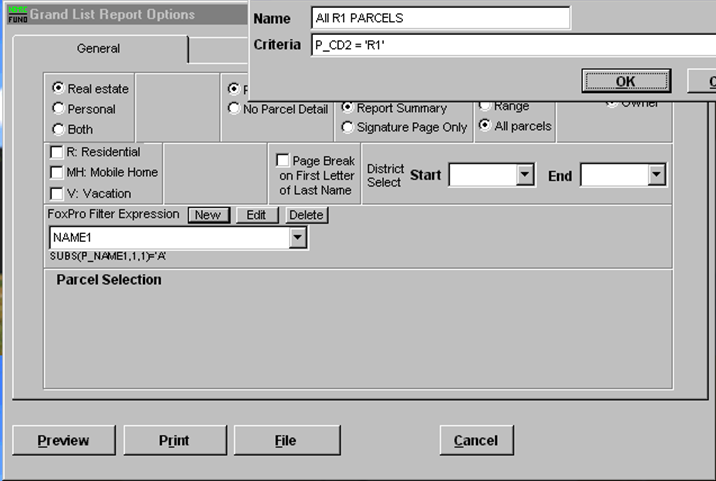 FUND Grand List Report Options
Name All R1 PARCELS
Criteria P_CD2 = 'R1'
OK
General
Real estate
Personal
Both
No Parcel Detail
Report Summary
Signature Page Only
Range
All parcels
Owner
R: Residential
MH: Mobile Home
V: Vacation
Page Break
on First Letter
of Last Name
District
Select
Start
End
FoxPro Filter Expression New Edit Delete
NAME1
SUBS(P_NAME1,1,1)='A'
Parcel Selection
Preview Print File Cancel